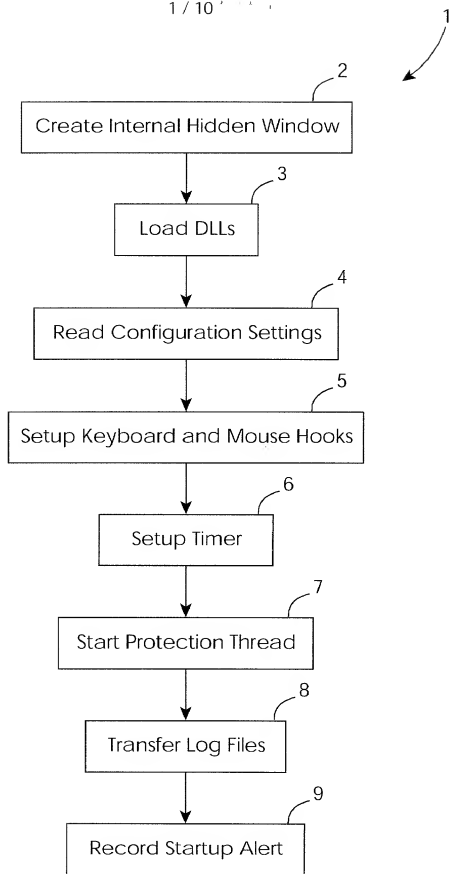 1 / 10
1
2
Create Internal Hidden Window
3
Load DLLs
4
Read Configuration Settings
5
Setup Keyboard and Mouse Hooks
6
Setup Timer
7
Start Protection Thread
8
Transfer Log Files
9
Record Startup Alert